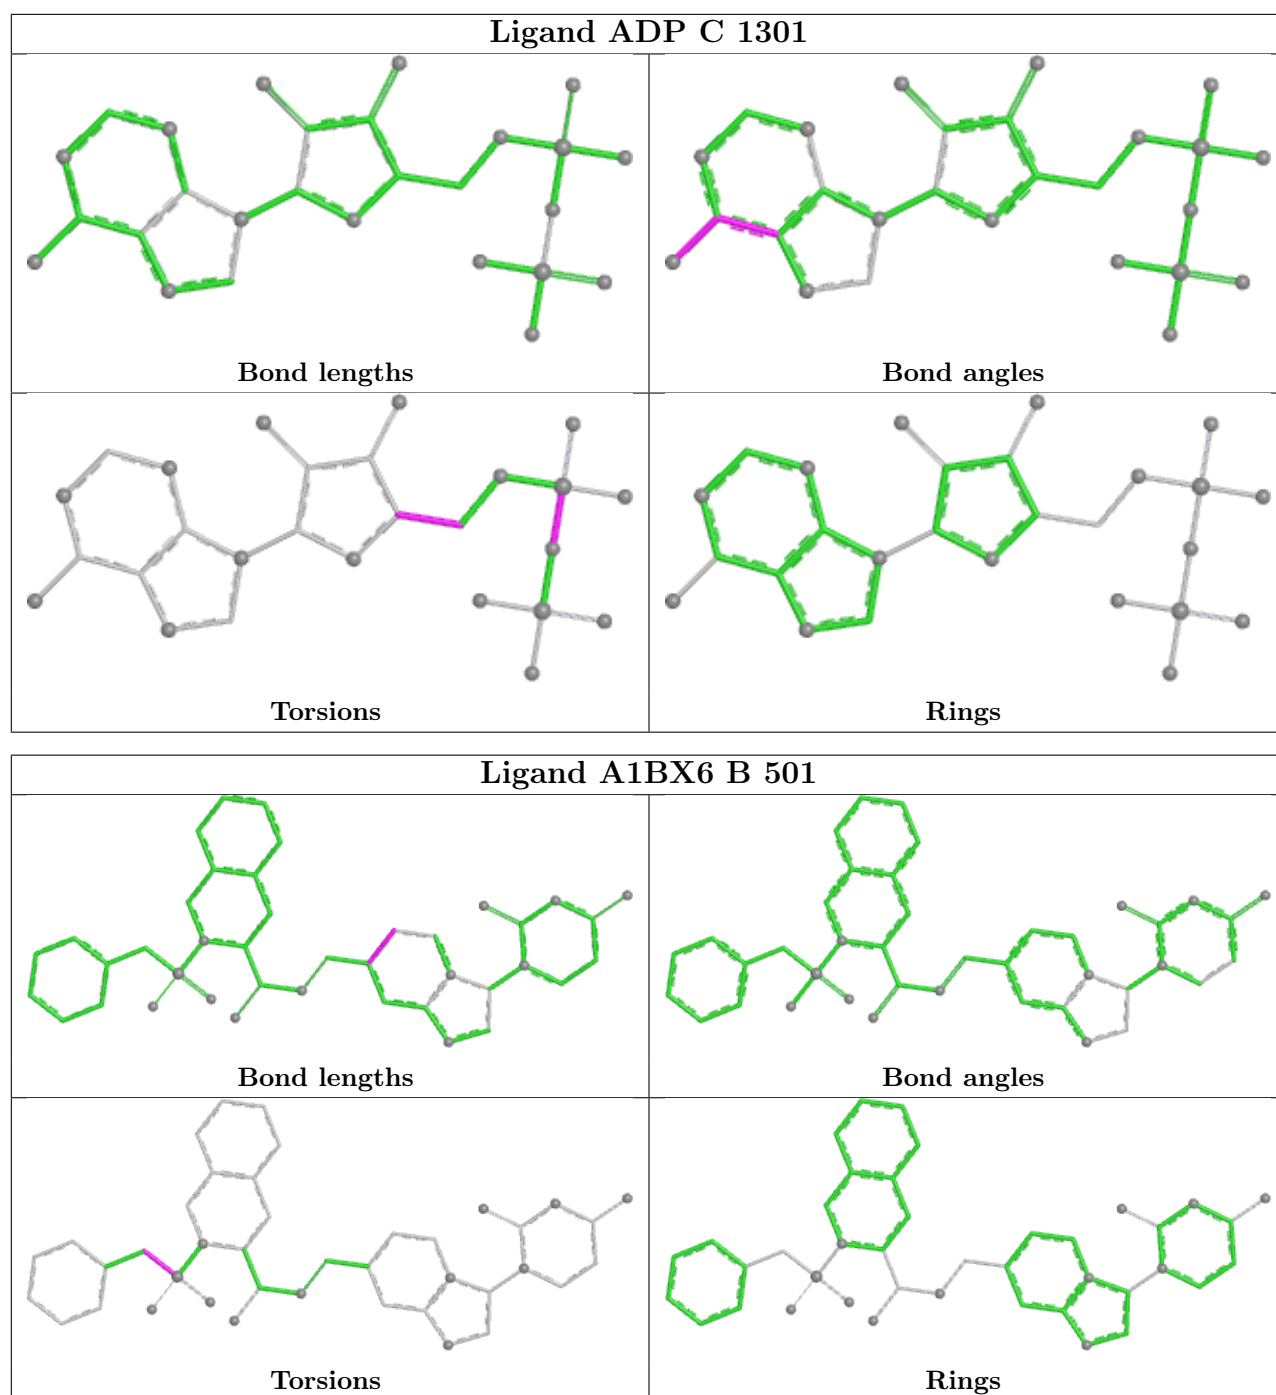 Ligand ADP C 1301
Bond lengths
Bond angles
Torsions
Rings
Ligand A1BX6 B 501
Bond lengths
Bond angles
Torsions
Rings